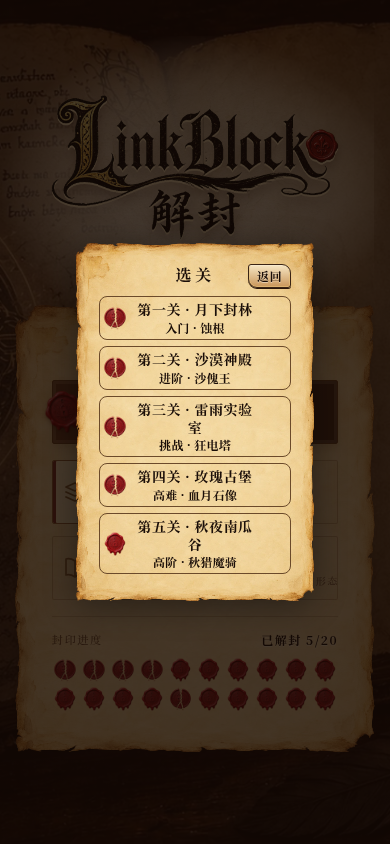 LinkBlock
解封
选关
返回
第一关 · 月下封林
入门 · 蚀根
第二关 · 沙漠神殿
进阶 · 沙傀王
第三关 · 雷雨实验
室
挑战 · 狂电塔
第四关 · 玫瑰古堡
高难 · 血月石像
第五关 · 秋夜南瓜
谷
高阶 · 秋猎魔骑
形态
封印进度
已解封 5/20